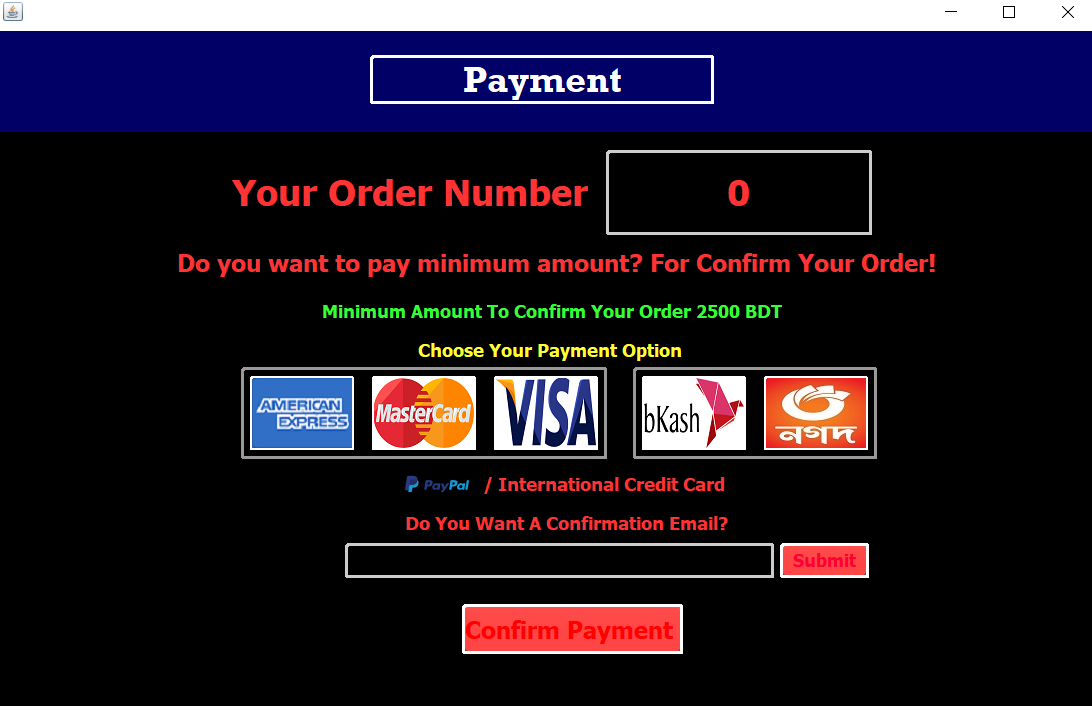 Payment
Your Order Number 0
Do you want to pay minimum amount? For Confirm Your Order!
Minimum Amount To Confirm Your Order 2500 BDT
Choose Your Payment Option
AMERICAN EXPRESS MasterCard VISA bKash নগদ
PayPal / International Credit Card
Do You Want A Confirmation Email?
Submit
Confirm Payment